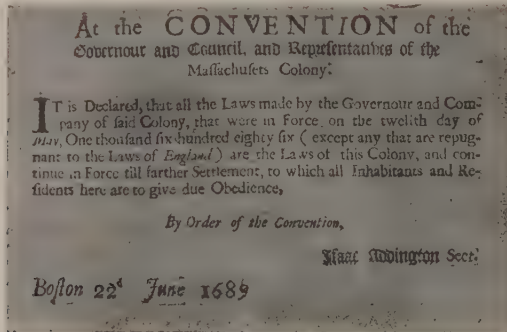 At the CONVENTION of the
Governour and Council, and Representatives of the
Maſſachuſets Colony.
IT is Declared, that all the Laws made by the Governour and Com-
pany of ſaid Colony, that were in Force on the twelfth day of
May, One thouſand ſix hundred eighty ſix ( except any that are repug-
nant to the Laws of England ) are the Laws of this Colony, and con-
tinue in Force till farther Settlement, to which all Inhabitants and Re-
ſidents here are to give due Obedience,
By Order of the Convention,
Iſaac Addington Sect.
Boſton 22ᵈ June 1689